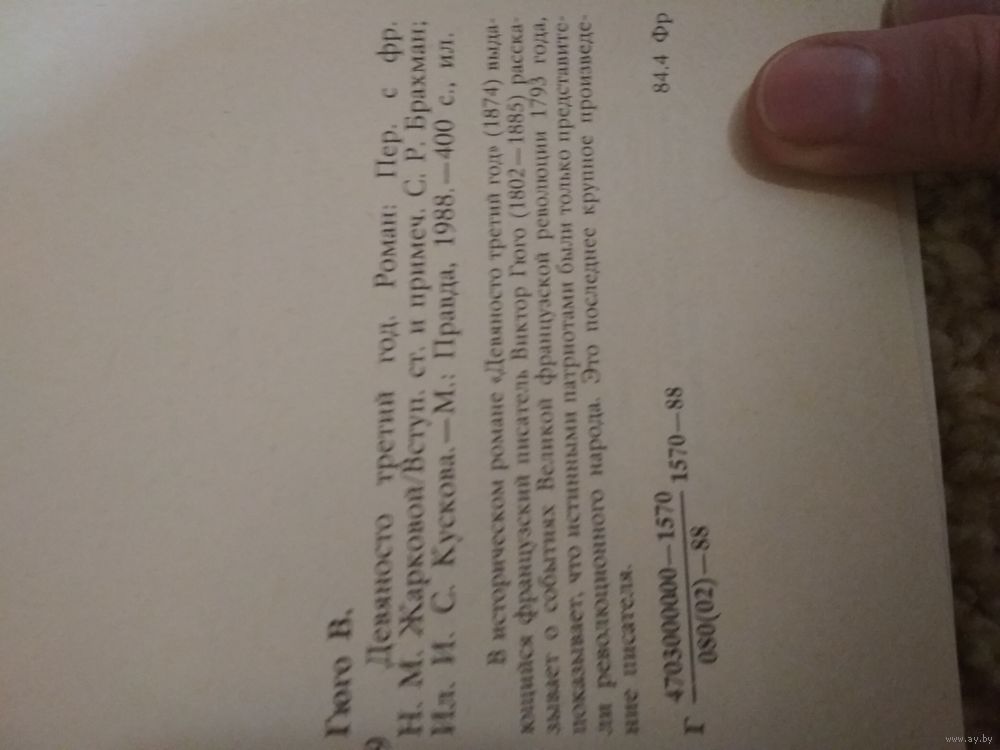 Гюго В.
Девяносто третий год. Роман: Пер. с фр.
Н. М. Жарковой/Вступ. ст. и примеч. С. Р. Брахман;
Ил. И. С. Кускова.—М.: Правда, 1988.—400 с., ил.
В историческом романе «Девяносто третий год» (1874) выда-
ющийся французский писатель Виктор Гюго (1802—1885) расска-
зывает о событиях Великой французской революции 1793 года,
показывает, что истинными патриотами были только представите-
ли революционного народа. Это последнее крупное произведе-
ние писателя.
Г 4703000000—1570 1570—88
080(02)—88
84.4 Фр
www.ay.by